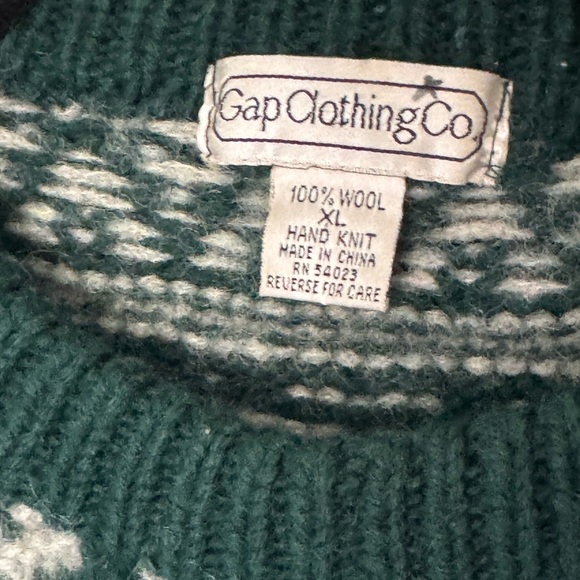 Gap Clothing Co.
100% WOOL
XL
HAND KNIT
MADE IN CHINA
RN 54023
REVERSE FOR CARE